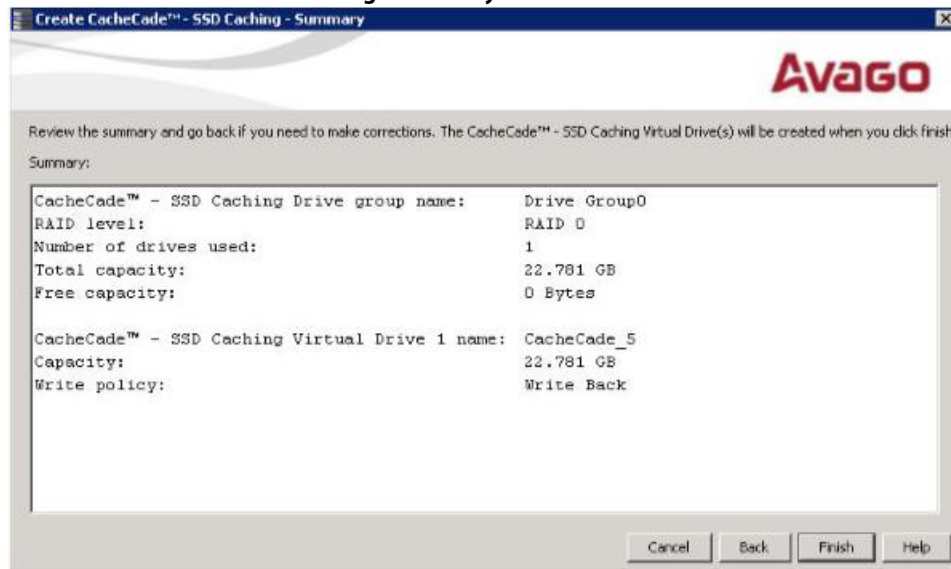 Create CacheCade™ - SSD Caching - Summary
Avago
Review the summary and go back if you need to make corrections. The CacheCade™ - SSD Caching Virtual Drive(s) will be created when you click finish
Summary:
CacheCade™ - SSD Caching Drive group name: Drive Group0
RAID level: RAID 0
Number of drives used: 1
Total capacity: 22.781 GB
Free capacity: 0 Bytes
CacheCade™ - SSD Caching Virtual Drive 1 name: CacheCade_5
Capacity: 22.781 GB
Write policy: Write Back
Cancel Back Finish Help